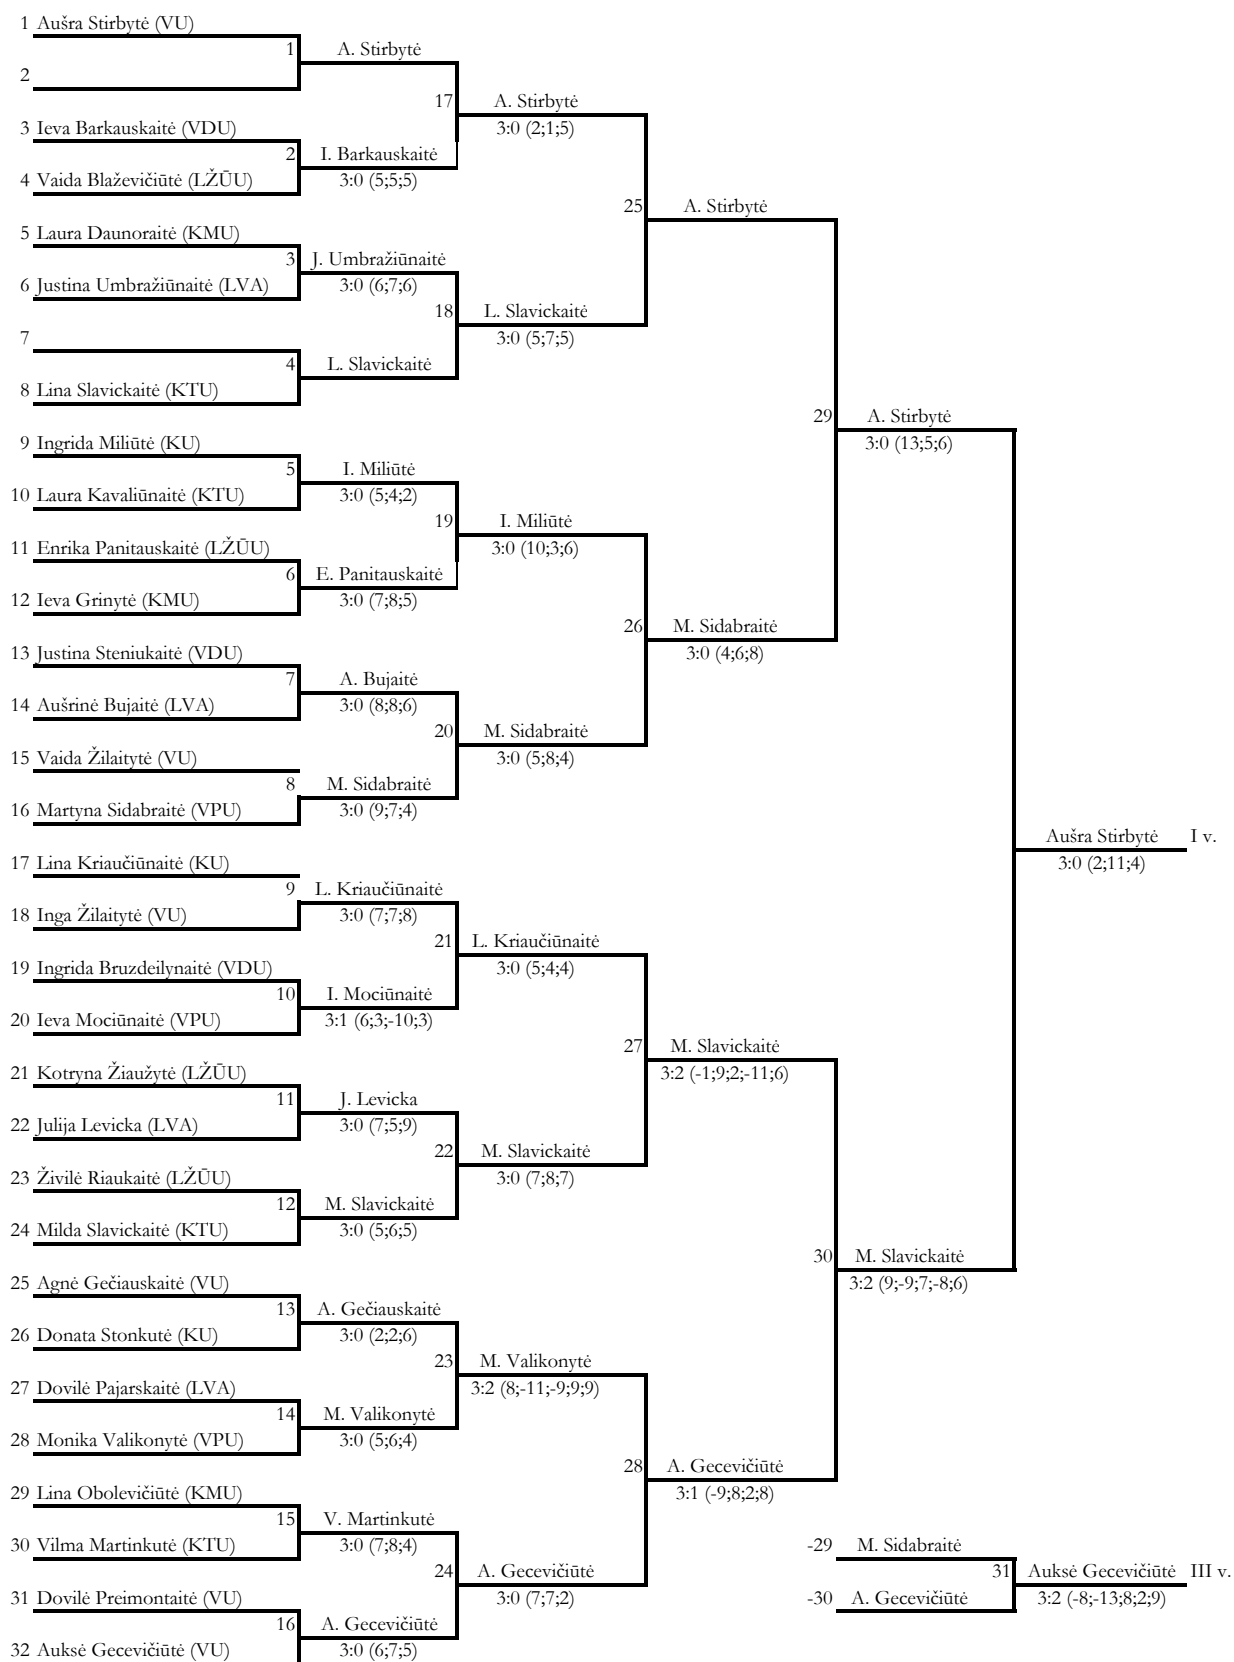 1 Aušra Stirbytė (VU)
1 A. Stirbytė
2
17 A. Stirbytė
3:0 (2;1;5)
3 Ieva Barkauskaitė (VDU)
2 I. Barkauskaitė
4 Vaida Blaževičiūtė (LŽŪU)
3:0 (5;5;5)
25 A. Stirbytė
5 Laura Daunoraitė (KMU)
3 J. Umbražiūnaitė
6 Justina Umbražiūnaitė (LVA)
3:0 (6;7;6)
18 L. Slavickaitė
3:0 (5;7;5)
7
4 L. Slavickaitė
8 Lina Slavickaitė (KTU)
29 A. Stirbytė
3:0 (13;5;6)
9 Ingrida Miliūtė (KU)
5 I. Miliūtė
10 Laura Kavaliūnaitė (KTU)
3:0 (5;4;2)
19 I. Miliūtė
3:0 (10;3;6)
11 Enrika Panitauskaitė (LŽŪU)
6 E. Panitauskaitė
12 Ieva Grinytė (KMU)
3:0 (7;8;5)
26 M. Sidabraitė
3:0 (4;6;8)
13 Justina Steniukaitė (VDU)
7 A. Bujaitė
14 Aušrinė Bujaitė (LVA)
3:0 (8;8;6)
20 M. Sidabraitė
3:0 (5;8;4)
15 Vaida Žilaitytė (VU)
8 M. Sidabraitė
16 Martyna Sidabraitė (VPU)
3:0 (9;7;4)
Aušra Stirbytė I v.
3:0 (2;11;4)
17 Lina Kriaučiūnaitė (KU)
9 L. Kriaučiūnaitė
18 Inga Žilaitytė (VU)
3:0 (7;7;8)
21 L. Kriaučiūnaitė
3:0 (5;4;4)
19 Ingrida Bruzdeilynaitė (VDU)
10 I. Mociūnaitė
20 Ieva Mociūnaitė (VPU)
3:1 (6;3;-10;3)
27 M. Slavickaitė
3:2 (-1;9;2;-11;6)
21 Kotryna Žiaužytė (LŽŪU)
11 J. Levicka
22 Julija Levicka (LVA)
3:0 (7;5;9)
22 M. Slavickaitė
3:0 (7;8;7)
23 Živilė Riaukaitė (LŽŪU)
12 M. Slavickaitė
24 Milda Slavickaitė (KTU)
3:0 (5;6;5)
30 M. Slavickaitė
3:2 (9;-9;7;-8;6)
25 Agnė Gečiauskaitė (VU)
13 A. Gečiauskaitė
26 Donata Stonkutė (KU)
3:0 (2;2;6)
23 M. Valikonytė
3:2 (8;-11;-9;9;9)
27 Dovilė Pajarskaitė (LVA)
14 M. Valikonytė
28 Monika Valikonytė (VPU)
3:0 (5;6;4)
28 A. Gecevičiūtė
3:1 (-9;8;2;8)
29 Lina Obolevičiūtė (KMU)
15 V. Martinkutė
30 Vilma Martinkutė (KTU)
3:0 (7;8;4)
24 A. Gecevičiūtė
3:0 (7;7;2)
31 Dovilė Preimontaitė (VU)
16 A. Gecevičiūtė
32 Auksė Gecevičiūtė (VU)
3:0 (6;7;5)
-29 M. Sidabraitė
31 Auksė Gecevičiūtė III v.
-30 A. Gecevičiūtė
3:2 (-8;-13;8;2;9)